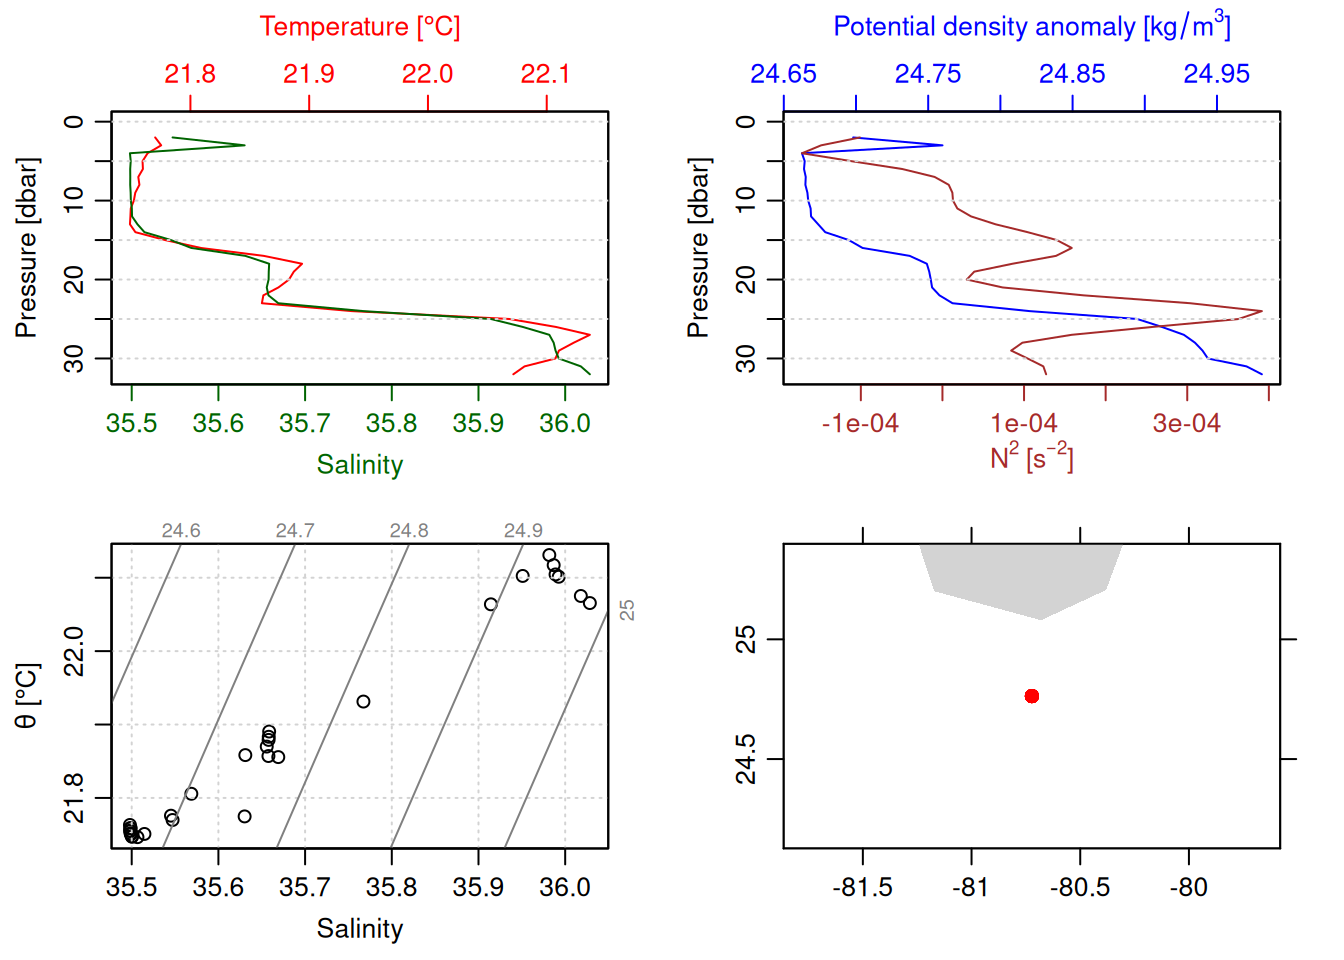 Temperature [°C]
21.8 21.9 22.0 22.1
Pressure [dbar]
0
10
20
30
35.5 35.6 35.7 35.8 35.9 36.0
Salinity
Potential density anomaly [kg/m³]
24.65 24.75 24.85 24.95
Pressure [dbar]
0
10
20
30
-1e-04 1e-04 3e-04
N² [s⁻²]
24.6 24.7 24.8 24.9
25
θ [°C]
22.0
21.8
35.5 35.6 35.7 35.8 35.9 36.0
Salinity
25
24.5
-81.5 -81 -80.5 -80